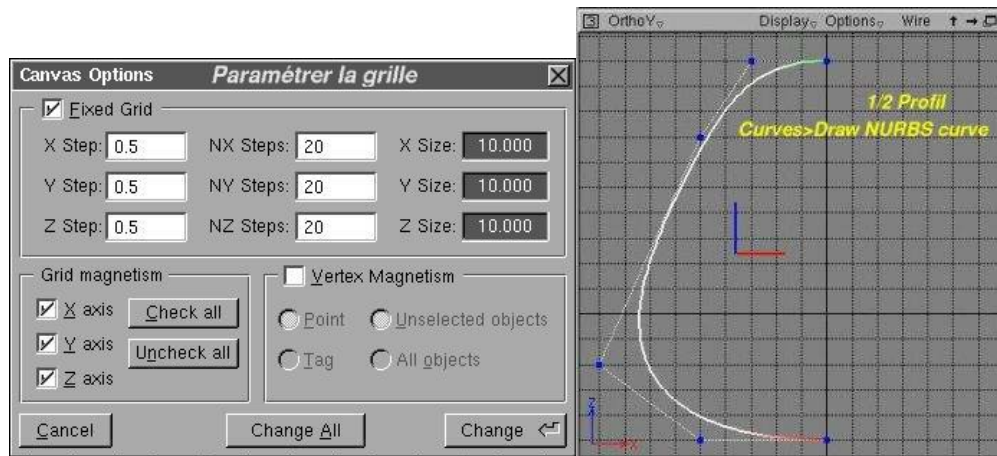 Canvas Options Paramétrer la grille
Fixed Grid
X Step: 0.5 NX Steps: 20 X Size: 10.000
Y Step: 0.5 NY Steps: 20 Y Size: 10.000
Z Step: 0.5 NZ Steps: 20 Z Size: 10.000
Grid magnetism
X axis Check all
Y axis Uncheck all
Z axis
Vertex Magnetism
Point Unselected objects
Tag All objects
Cancel Change All Change
3 OrthoY Display Options Wire
1/2 Profil
Curves>Draw NURBS curve
Z
X